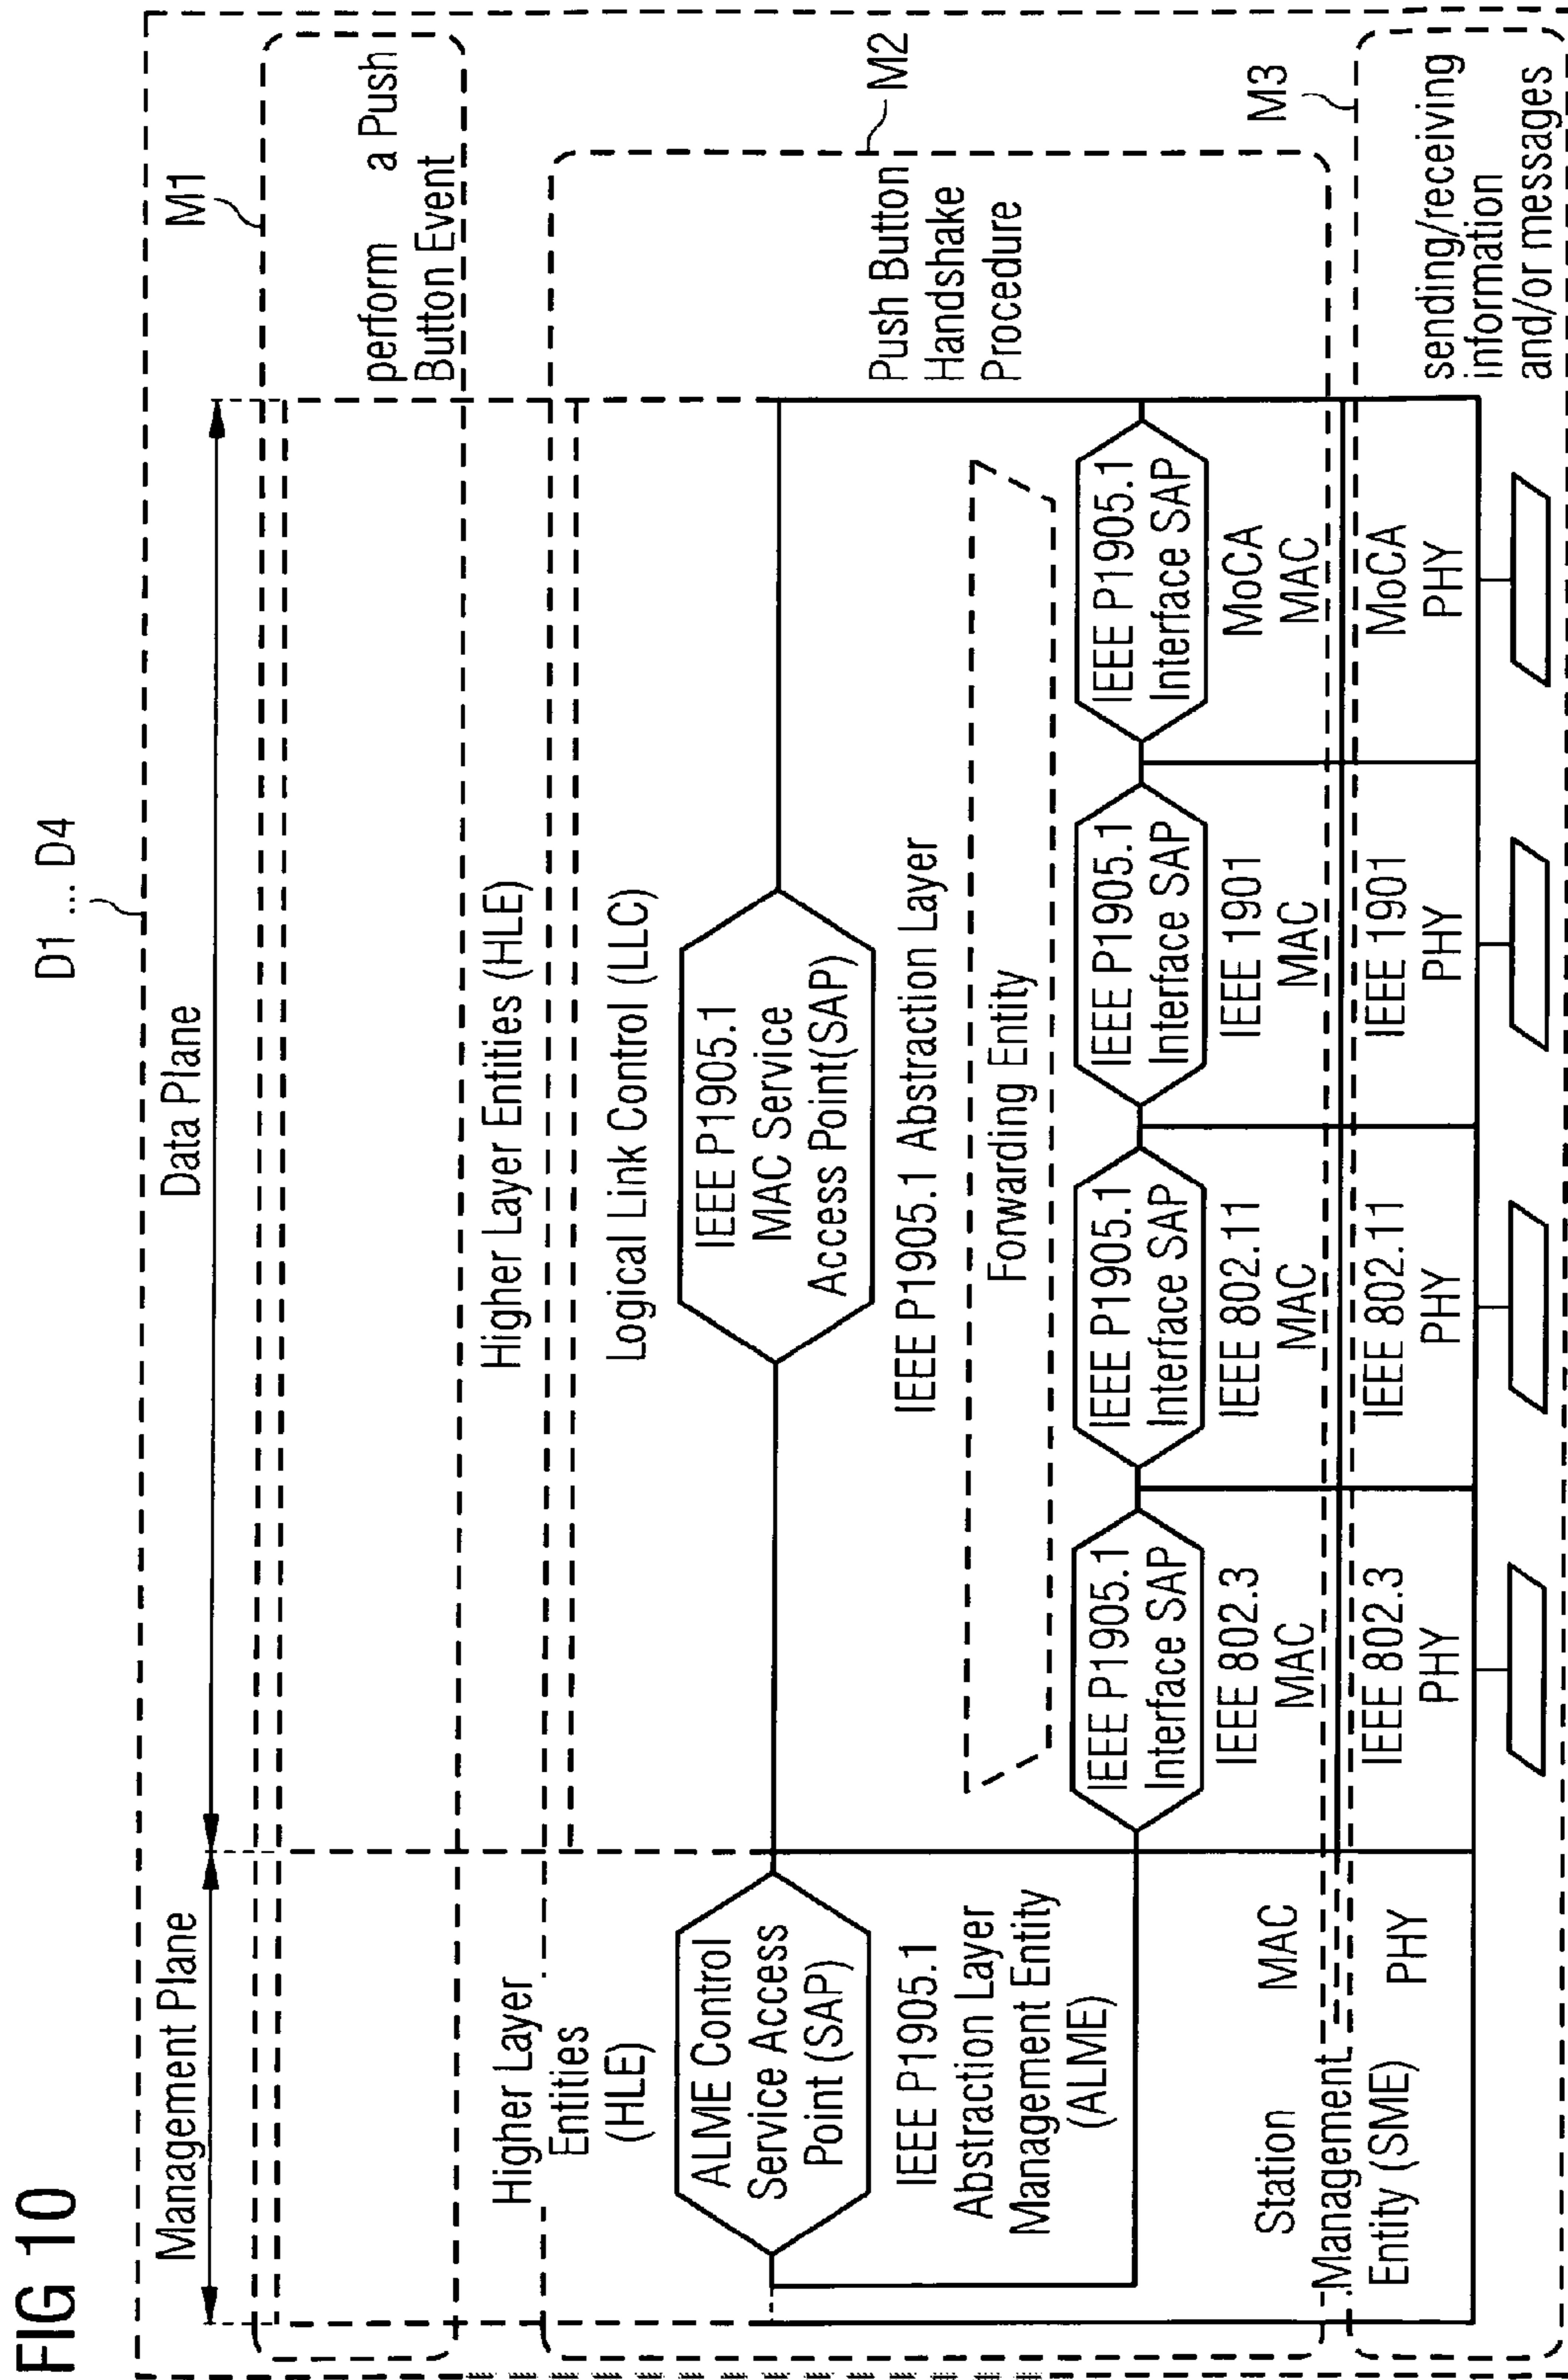 FIG 10
D1 ... D4
Management Plane
Data Plane
M1
perform a Push
Button Event
Higher Layer
Entities
(HLE)
Higher Layer Entities (HLE)
Logical Link Control (LLC)
M2
Push Button
Handshake
Procedure
ALME Control
Service Access
Point (SAP)
IEEE P1905.1
MAC Service
Access Point(SAP)
IEEE P1905.1
Abstraction Layer
Management Entity
(ALME)
IEEE P1905.1 Abstraction Layer
Forwarding Entity
IEEE P1905.1
Interface SAP
IEEE P1905.1
Interface SAP
IEEE P1905.1
Interface SAP
IEEE P1905.1
Interface SAP
IEEE 802.3
MAC
IEEE 802.11
MAC
IEEE 1901
MAC
MoCA
MAC
Station
Management
Entity (SME)
MAC
PHY
IEEE 802.3
PHY
IEEE 802.11
PHY
IEEE 1901
PHY
MoCA
PHY
M3
sending/receiving
information
and/or messages